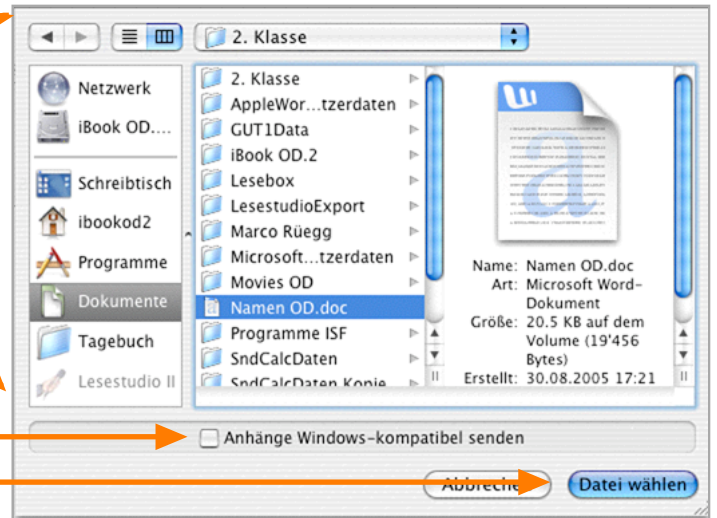 2. Klasse
Netzwerk
iBook OD....
Schreibtisch
ibookod2
Programme
Dokumente
Tagebuch
Lesestudio II
2. Klasse
AppleWor...tzerdaten
GUT1Data
iBook OD.2
Lesebox
LesestudioExport
Marco Rüegg
Microsoft...tzerdaten
Movies OD
Namen OD.doc
Programme ISF
SndCalcDaten
SndCalcDaten Kopie
Name: Namen OD.doc
Art: Microsoft Word-
Dokument
Größe: 20.5 KB auf dem
Volume (19'456
Bytes)
Erstellt: 30.08.2005 17:21
Anhänge Windows-kompatibel senden
Abbrechen
Datei wählen